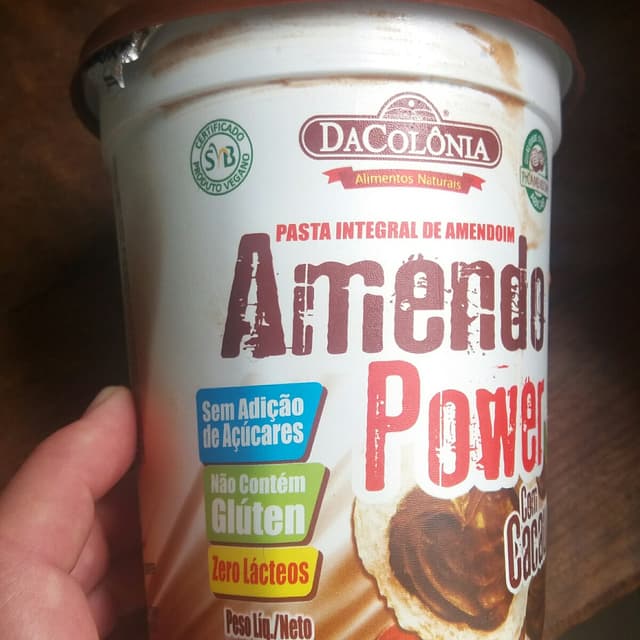 CERTIFICADO
SVB
PRODUTO VEGANO
DACOLÔNIA
Alimentos Naturais
PASTA INTEGRAL DE AMENDOIM
Amendo
Power
Sem Adição
de Açúcares
Não Contém
Glúten
Zero Lácteos
Com
Cacau
Peso Líq./Neto